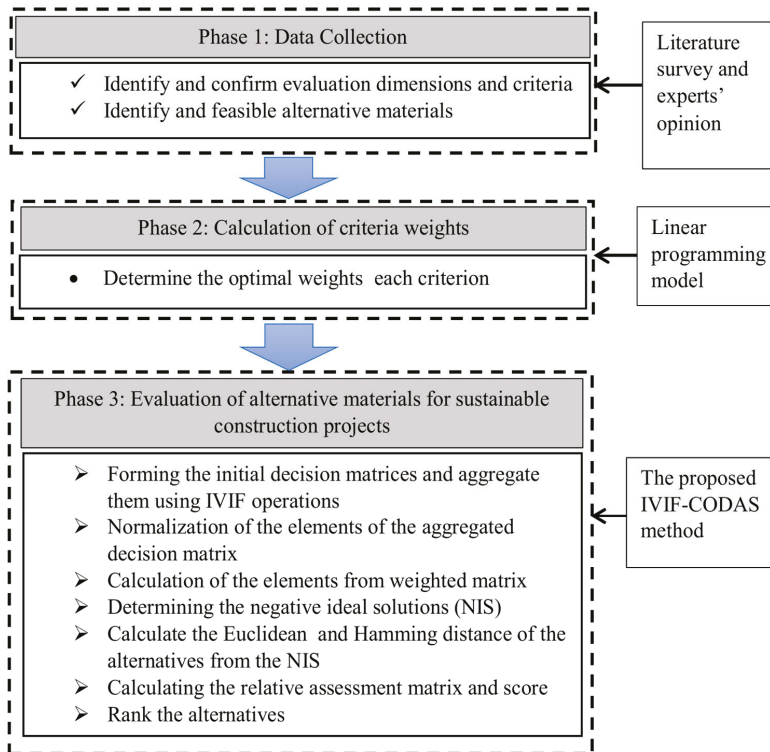 Phase 1: Data Collection
✓ Identify and confirm evaluation dimensions and criteria
✓ Identify and feasible alternative materials
Literature
survey and
experts'
opinion
Phase 2: Calculation of criteria weights
• Determine the optimal weights each criterion
Linear
programming
model
Phase 3: Evaluation of alternative materials for sustainable
construction projects
➢ Forming the initial decision matrices and aggregate
them using IVIF operations
➢ Normalization of the elements of the aggregated
decision matrix
➢ Calculation of the elements from weighted matrix
➢ Determining the negative ideal solutions (NIS)
➢ Calculate the Euclidean and Hamming distance of the
alternatives from the NIS
➢ Calculating the relative assessment matrix and score
➢ Rank the alternatives
The proposed
IVIF-CODAS
method